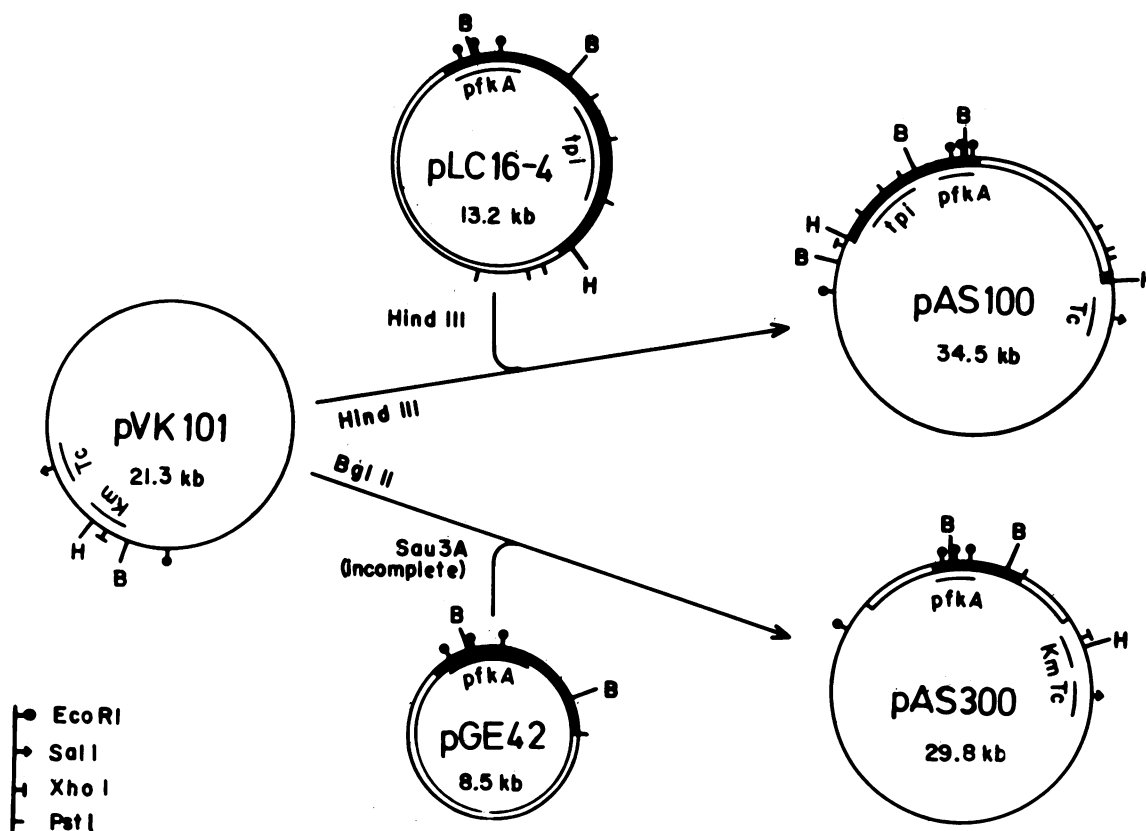 B
B
pfkA
tpi
pLC16-4
13.2 kb
H
Hind III
Hind III
B
B
pfkA
tpi
H
B
H
Tc
pAS100
34.5 kb
pVK101
21.3 kb
Tc
Km
H
B
Bgl II
Sau3A
(incomplete)
B
B
pfkA
pGE42
8.5 kb
B
B
pfkA
H
Km
Tc
pAS300
29.8 kb
EcoRI
Sal I
Xho I
Pst I